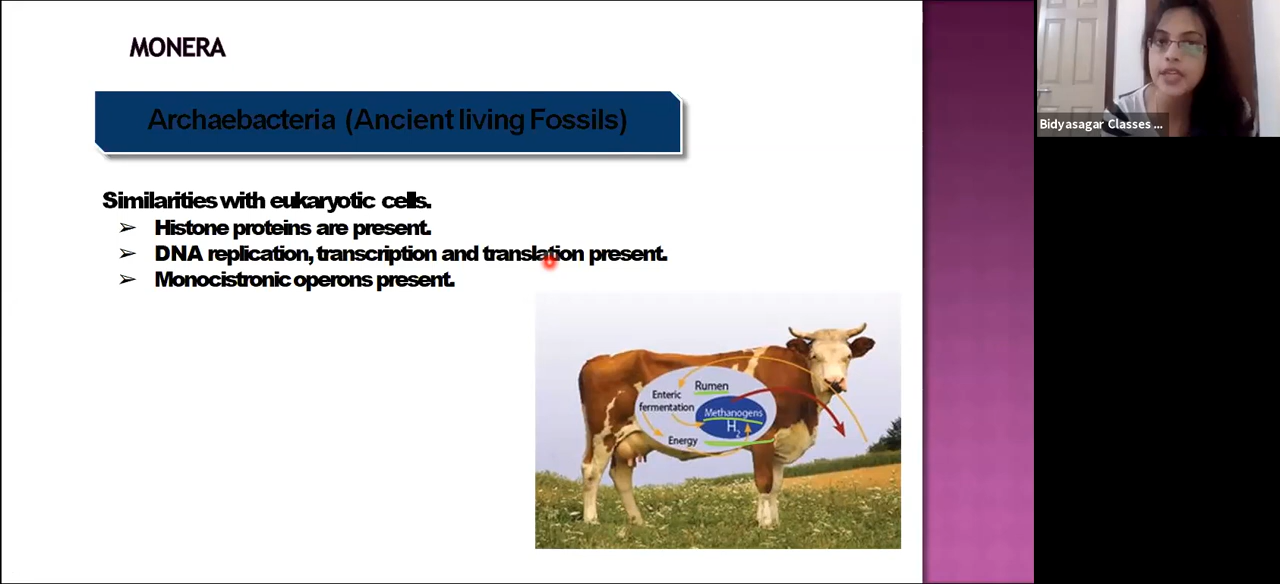 MONERA
Archaebacteria (Ancient living Fossils)
Similarities with eukaryotic cells.
➢ Histone proteins are present.
➢ DNA replication, transcription and translation present.
➢ Monocistronic operons present.
Rumen
Enteric
fermentation
Methanogens
H2
Energy
Bidyasagar Classes ...